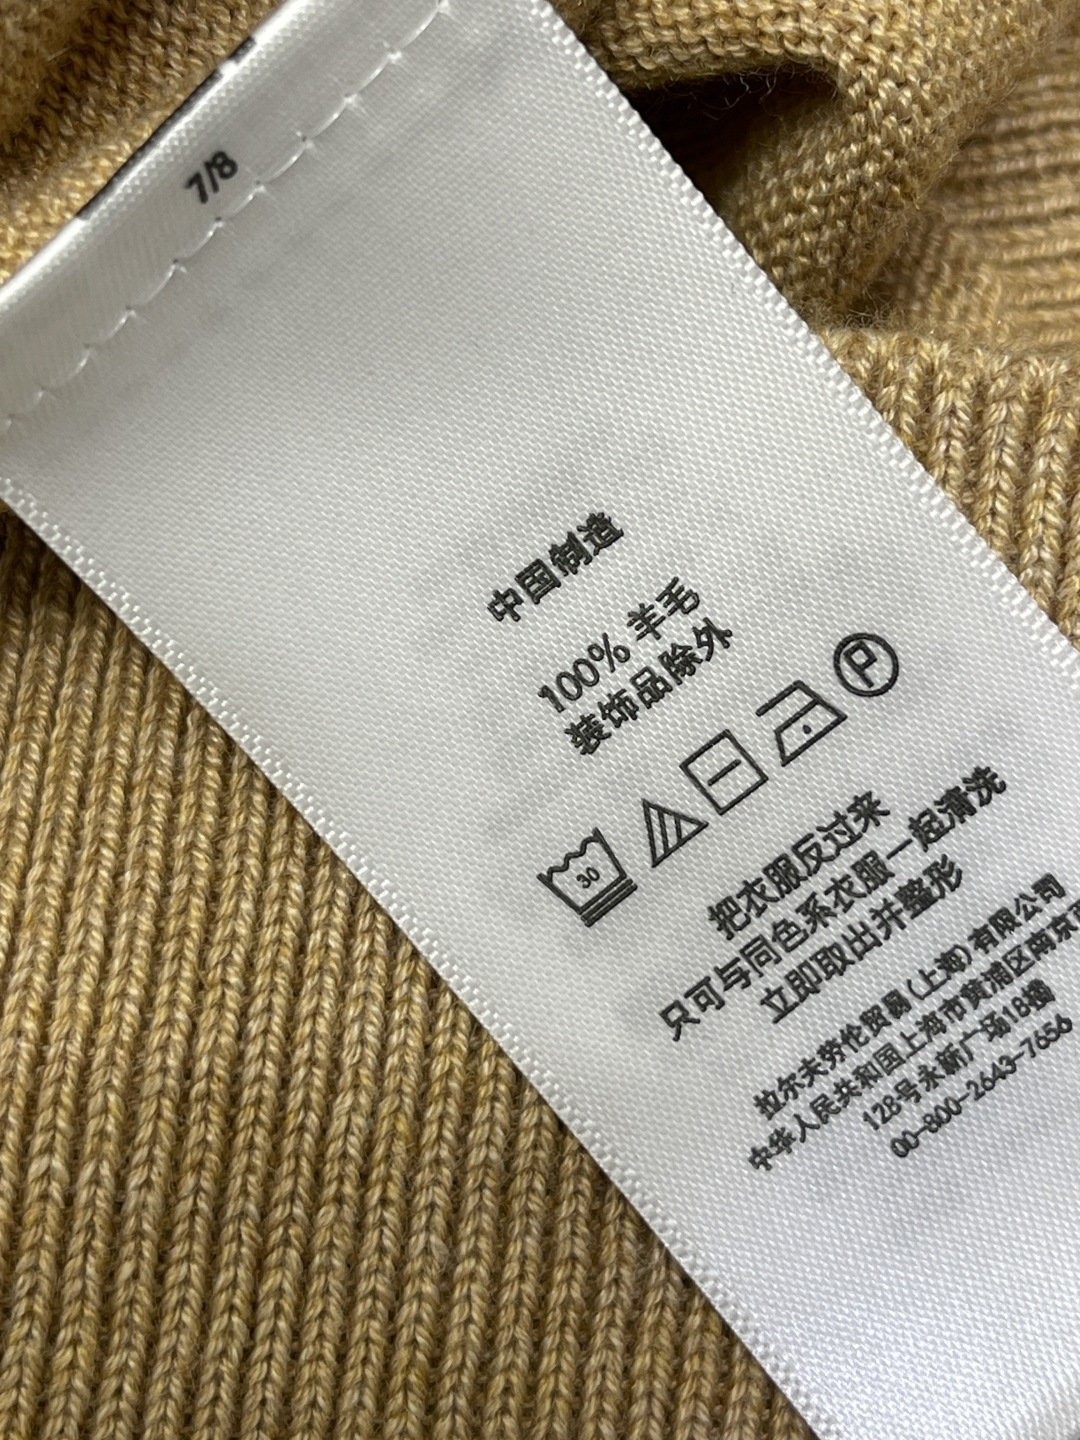 7/8
中国制造
100% 羊毛
装饰品除外
30
P
把衣服反过来
只可与同色系衣服一起清洗
立即取出并整形
拉尔夫劳伦贸易(上海)有限公司
中华人民共和国上海市黄浦区南京
128号永新广场18楼
00-800-2643-7656